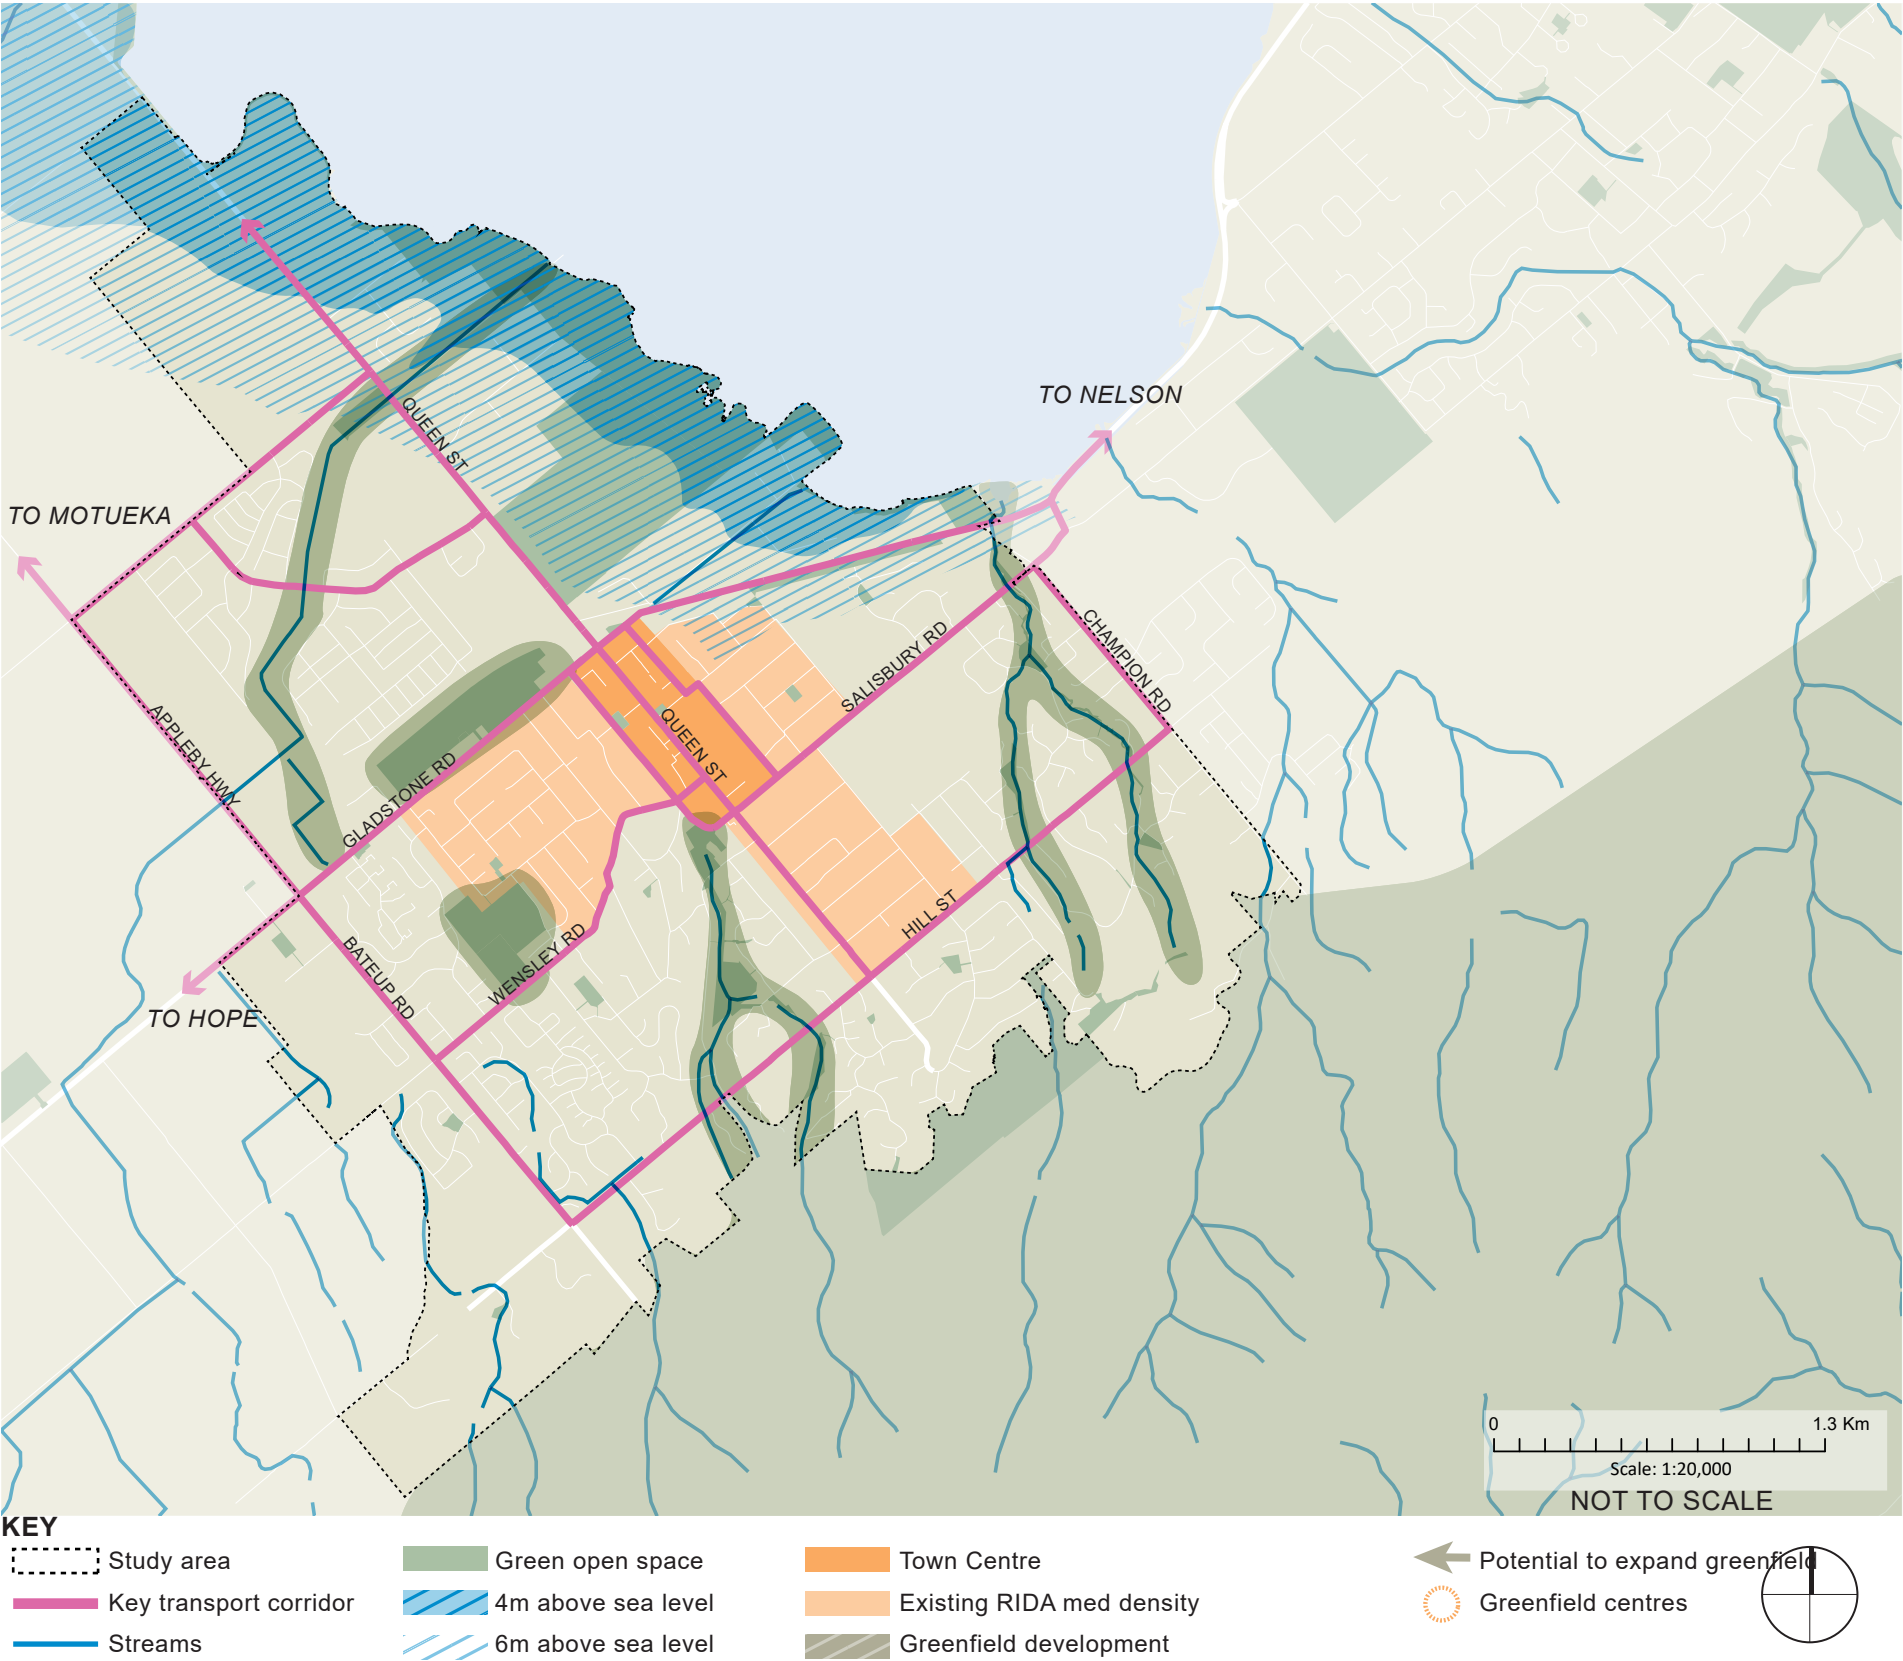 TO NELSON
QUEEN ST
TO MOTUEKA
CHAMPION RD
SALISBURY RD
APPLEBY HWY
QUEEN ST
GLADSTONE RD
HILL ST
WENSLEY RD
BATEUP RD
TO HOPE
0 1.3 Km
Scale: 1:20,000
NOT TO SCALE
KEY
Study area
Key transport corridor
Streams
Green open space
4m above sea level
6m above sea level
Town Centre
Existing RIDA med density
Greenfield development
Potential to expand greenfield
Greenfield centres